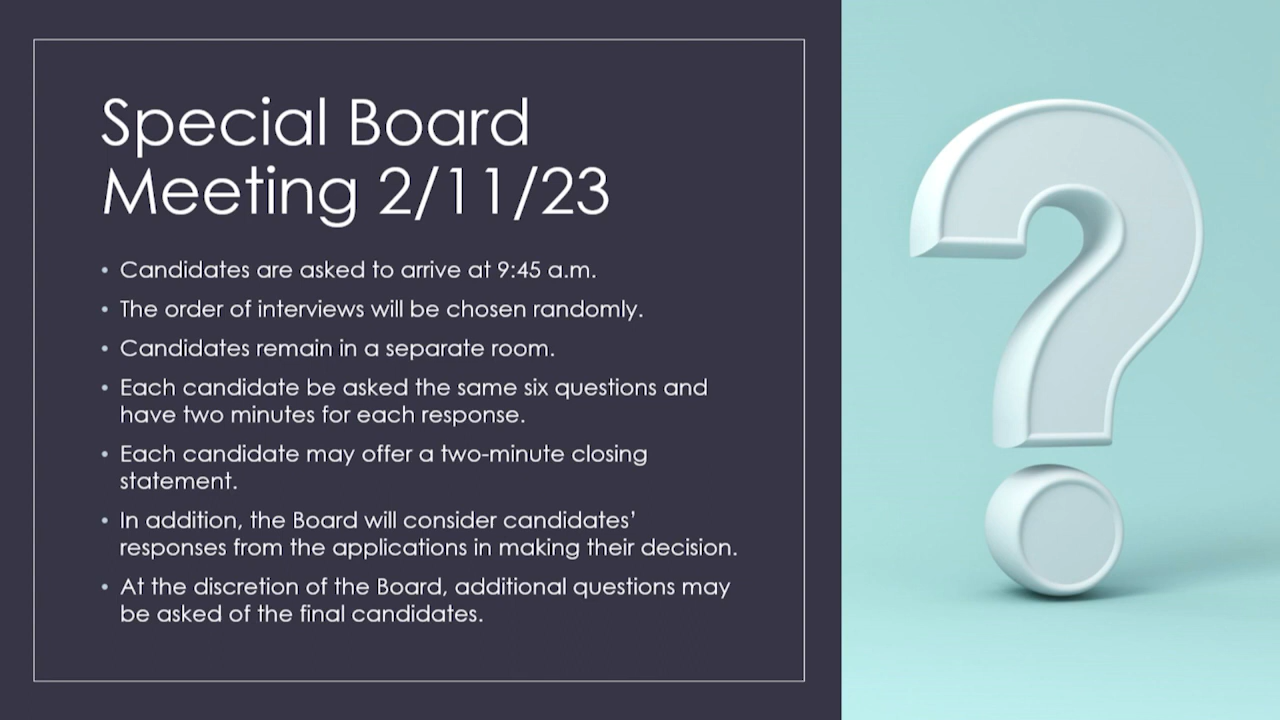 Special Board
Meeting 2/11/23
• Candidates are asked to arrive at 9:45 a.m.
• The order of interviews will be chosen randomly.
• Candidates remain in a separate room.
• Each candidate be asked the same six questions and
have two minutes for each response.
• Each candidate may offer a two-minute closing
statement.
• In addition, the Board will consider candidates’
responses from the applications in making their decision.
• At the discretion of the Board, additional questions may
be asked of the final candidates.